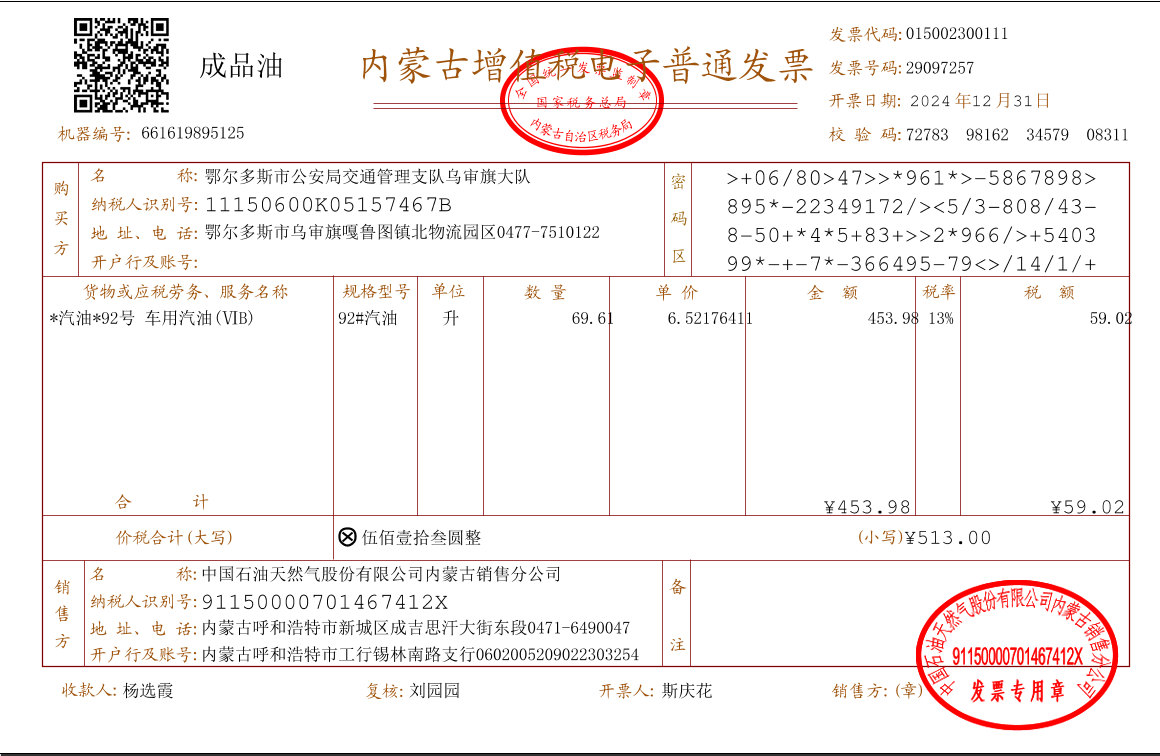 成品油
内蒙古增值税电子普通发票
全国统一发票监制章
国家税务总局
内蒙古自治区税务局
发票代码: 015002300111
发票号码: 29097257
开票日期: 2024 年12 月31日
校 验 码: 72783 98162 34579 08311
机器编号: 661619895125
购买方
名 称: 鄂尔多斯市公安局交通管理支队乌审旗大队
纳税人识别号: 11150600K05157467B
地 址、电 话: 鄂尔多斯市乌审旗嘎鲁图镇北物流园区0477-7510122
开户行及账号:
密码区
>+06/80>47>>*961*>-5867898>
895*-22349172/><5/3-808/43-
8-50+*4*5+83+>>2*966/>+5403
99*-+-7*-366495-79<>/14/1/+
货物或应税劳务、服务名称 规格型号 单位 数 量 单 价 金 额 税率 税 额
*汽油*92号 车用汽油(VIB) 92#汽油 升 69.61 6.52176411 453.98 13% 59.02
合 计 ¥453.98 ¥59.02
价税合计(大写) ⊗伍佰壹拾叁圆整 (小写)¥513.00
销售方
名 称: 中国石油天然气股份有限公司内蒙古销售分公司
纳税人识别号: 91150000701467412X
地 址、电 话: 内蒙古呼和浩特市新城区成吉思汗大街东段0471-6490047
开户行及账号: 内蒙古呼和浩特市工行锡林南路支行0602005209022303254
备注
收款人: 杨选霞 复核: 刘园园 开票人: 斯庆花 销售方: (章)
中国石油天然气股份有限公司内蒙古销售分公司
91150000701467412X
发票专用章